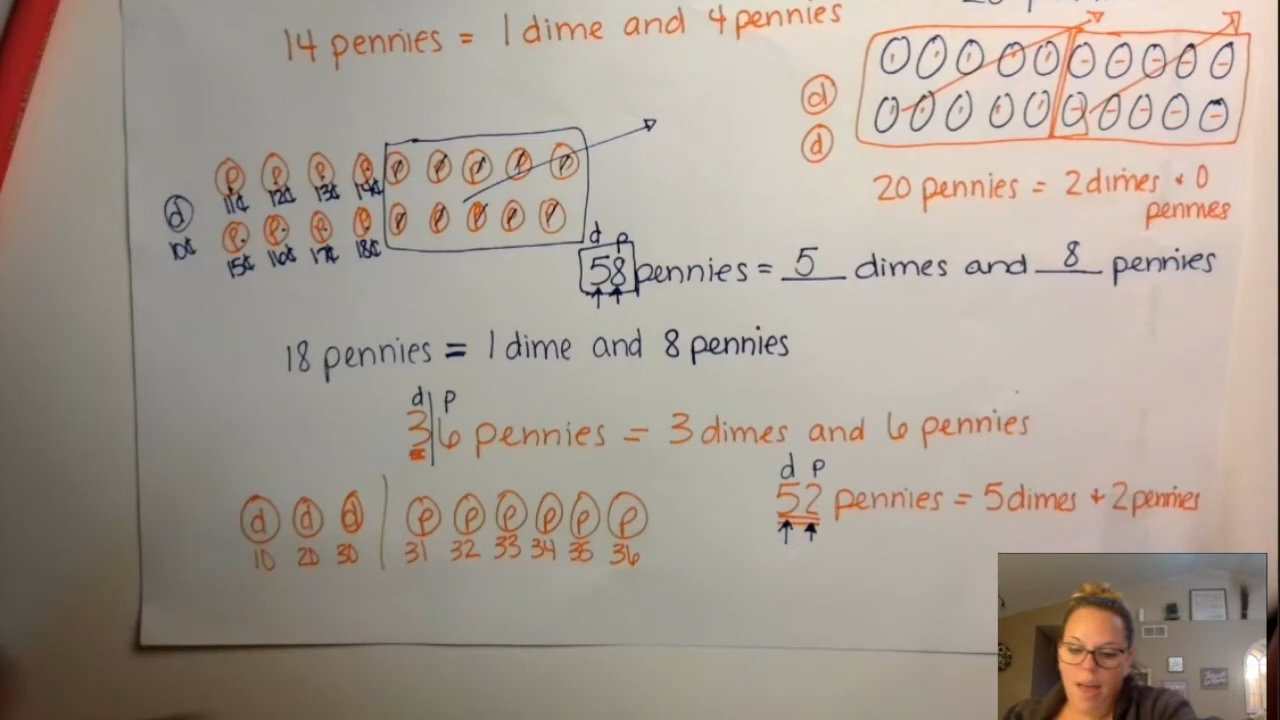 14 pennies = 1 dime and 4 pennies
d
d
20 pennies = 2 dimes + 0
pennies
p p p p p p p p p
11¢ 12¢ 13¢ 14¢
d
10¢
p p p p p p p p p
15¢ 16¢ 17¢ 18¢
d p
58 pennies = 5 dimes and 8 pennies
18 pennies = 1 dime and 8 pennies
d p
36 pennies = 3 dimes and 6 pennies
d d d p p p p p p
10 20 30 31 32 33 34 35 36
d p
52 pennies = 5 dimes + 2 pennies